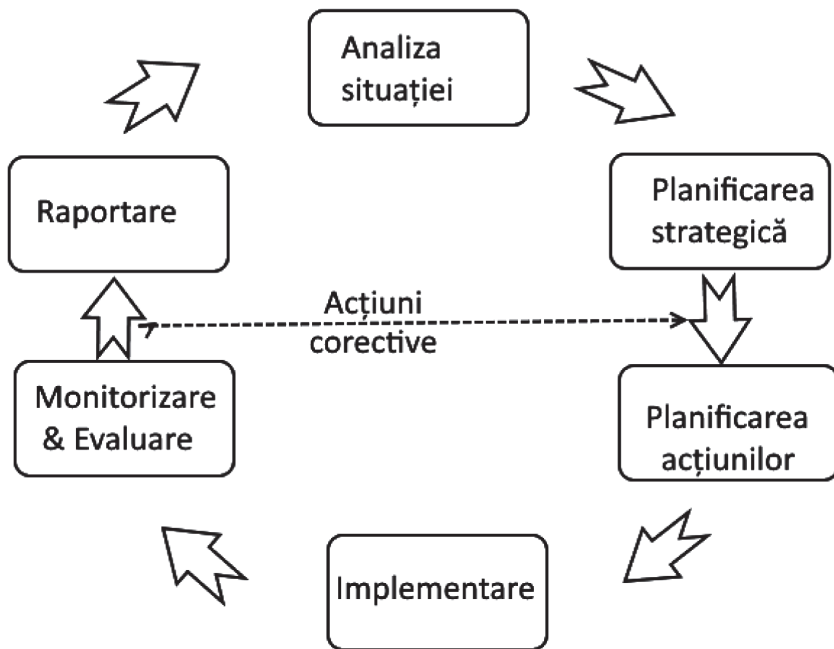 Analiza
situației
Planificarea
strategică
Planificarea
acțiunilor
Implementare
Monitorizare
& Evaluare
Raportare
Acțiuni
corective